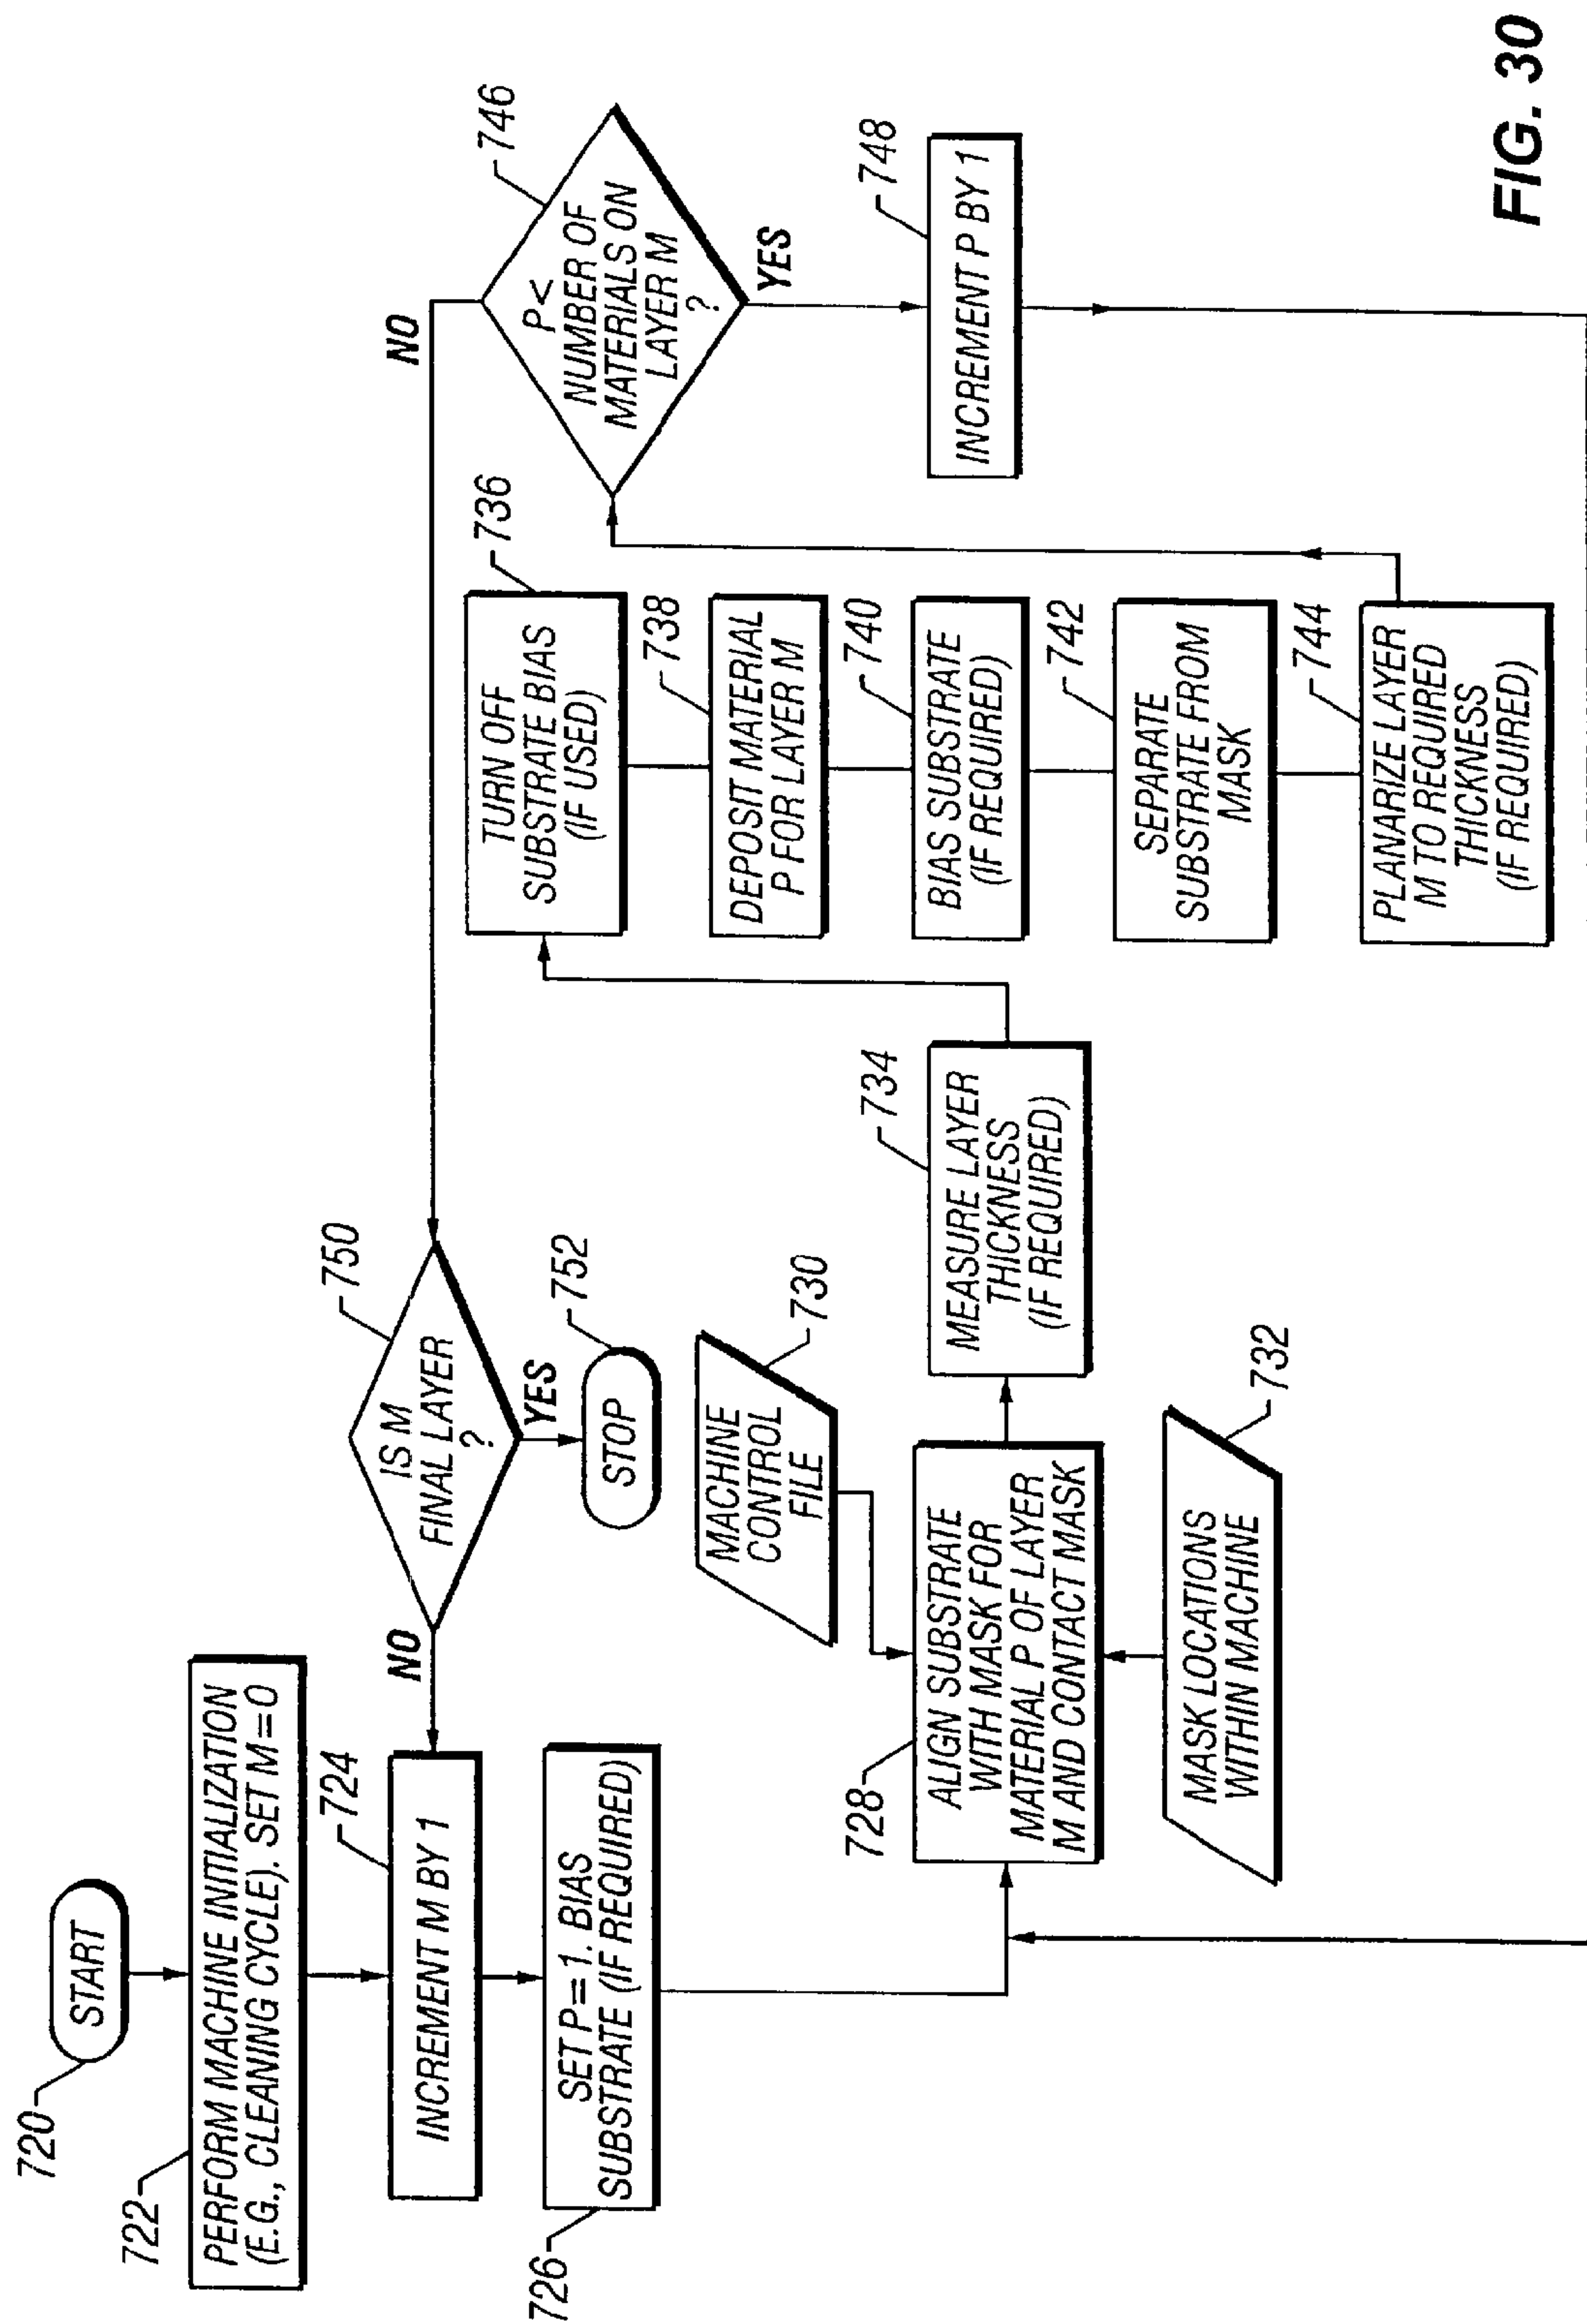 720
START
722
PERFORM MACHINE INITIALIZATION
(E.G., CLEANING CYCLE). SET M=0
724
INCREMENT M BY 1
726
SET P=1. BIAS
SUBSTRATE (IF REQUIRED)
750
IS M
FINAL LAYER
?
NO
YES
752
STOP
730
MACHINE
CONTROL
FILE
728
ALIGN SUBSTRATE
WITH MASK FOR
MATERIAL P OF LAYER
M AND CONTACT MASK
732
MASK LOCATIONS
WITHIN MACHINE
734
MEASURE LAYER
THICKNESS
(IF REQUIRED)
736
TURN OFF
SUBSTRATE BIAS
(IF USED)
738
DEPOSIT MATERIAL
P FOR LAYER M
740
BIAS SUBSTRATE
(IF REQUIRED)
742
SEPARATE
SUBSTRATE FROM
MASK
744
PLANARIZE LAYER
M TO REQUIRED
THICKNESS
(IF REQUIRED)
746
P<
NUMBER OF
MATERIALS ON
LAYER M
?
NO
YES
748
INCREMENT P BY 1
FIG. 30